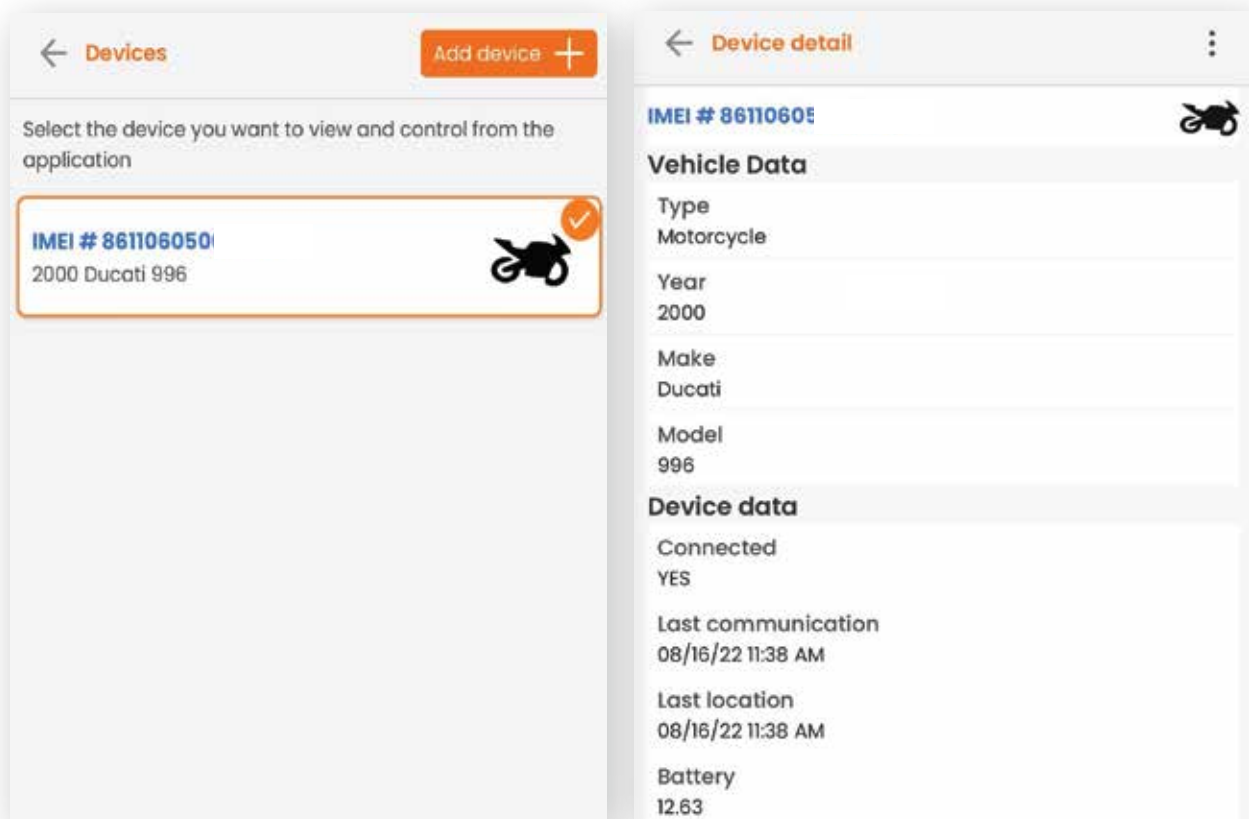 Devices
Add device
Select the device you want to view and control from the
application
IMEI # 861106050
2000 Ducati 996
Device detail
IMEI # 86110605
Vehicle Data
Type
Motorcycle
Year
2000
Make
Ducati
Model
996
Device data
Connected
YES
Last communication
08/16/22 11:38 AM
Last location
08/16/22 11:38 AM
Battery
12.63